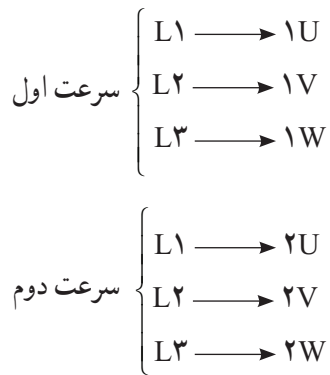 L۱ → ۱U
سرعت اول L۲ → ۱V
L۳ → ۱W
L۱ → ۲U
سرعت دوم L۲ → ۲V
L۳ → ۲W